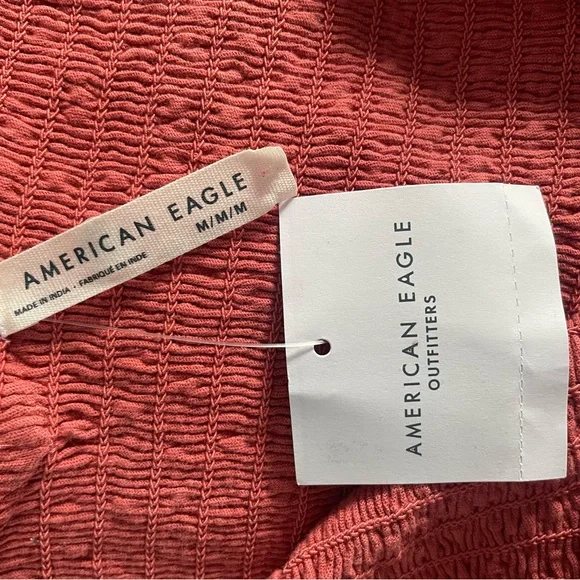 AMERICAN EAGLE
M/M/M
MADE IN INDIA · FABRIQUÉ EN INDE
AMERICAN EAGLE
OUTFITTERS